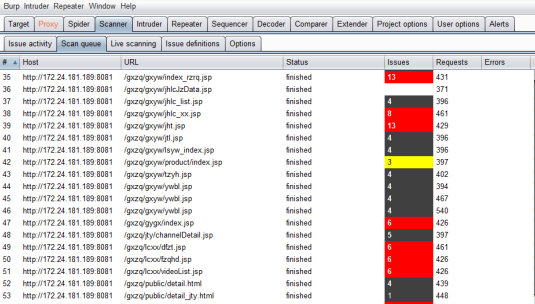 Burp Intruder Repeater Window Help
Target Proxy Spider Scanner Intruder Repeater Sequencer Decoder Comparer Extender Project options User options Alerts
Issue activity Scan queue Live scanning Issue definitions Options
# Host URL Status Issues Requests Errors
35 http://172.24.181.189:8081 /gxzq/gxyw/index_rzrq.jsp finished 13 431
36 http://172.24.181.189:8081 /gxzq/gxyw/jhlcJzData.jsp finished 371
37 http://172.24.181.189:8081 /gxzq/gxyw/jhlc_list.jsp finished 4 396
38 http://172.24.181.189:8081 /gxzq/gxyw/jhlc_xx.jsp finished 8 461
39 http://172.24.181.189:8081 /gxzq/gxyw/jht.jsp finished 13 429
40 http://172.24.181.189:8081 /gxzq/gxyw/jtl.jsp finished 4 396
41 http://172.24.181.189:8081 /gxzq/gxyw/lsyw_index.jsp finished 4 396
42 http://172.24.181.189:8081 /gxzq/gxyw/product/index.jsp finished 3 397
43 http://172.24.181.189:8081 /gxzq/gxyw/tzyh.jsp finished 4 402
44 http://172.24.181.189:8081 /gxzq/gxyw/ywbl.jsp finished 4 394
45 http://172.24.181.189:8081 /gxzq/gxyw/ywbl.jsp finished 4 467
46 http://172.24.181.189:8081 /gxzq/gxyw/ywbl.jsp finished 4 540
47 http://172.24.181.189:8081 /gxzq/gygx/index.jsp finished 6 426
48 http://172.24.181.189:8081 /gxzq/jty/channelDetail.jsp finished 5 397
49 http://172.24.181.189:8081 /gxzq/lcxx/dfzt.jsp finished 6 461
50 http://172.24.181.189:8081 /gxzq/lcxx/fzqhd.jsp finished 6 426
51 http://172.24.181.189:8081 /gxzq/lcxx/videoList.jsp finished 6 426
52 http://172.24.181.189:8081 /gxzq/public/detail.html finished 4 439
53 http://172.24.181.189:8081 /gxzq/public/detail_jty.html finished 1 448